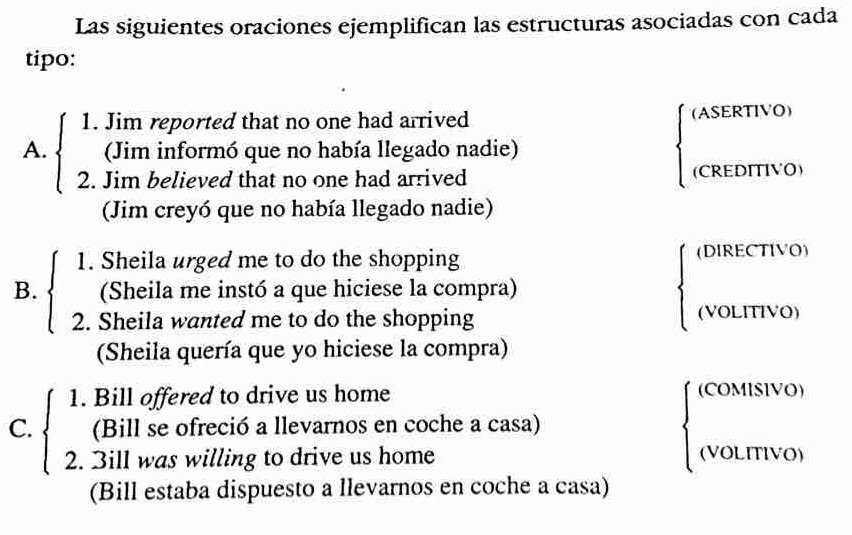 Las siguientes oraciones ejemplifican las estructuras asociadas con cada
tipo:
A. 1. Jim reported that no one had arrived (ASERTIVO)
(Jim informó que no había llegado nadie)
2. Jim believed that no one had arrived (CREDITIVO)
(Jim creyó que no había llegado nadie)
B. 1. Sheila urged me to do the shopping (DIRECTIVO)
(Sheila me instó a que hiciese la compra)
2. Sheila wanted me to do the shopping (VOLITIVO)
(Sheila quería que yo hiciese la compra)
C. 1. Bill offered to drive us home (COMISIVO)
(Bill se ofreció a llevarnos en coche a casa)
2. Bill was willing to drive us home (VOLITIVO)
(Bill estaba dispuesto a llevarnos en coche a casa)